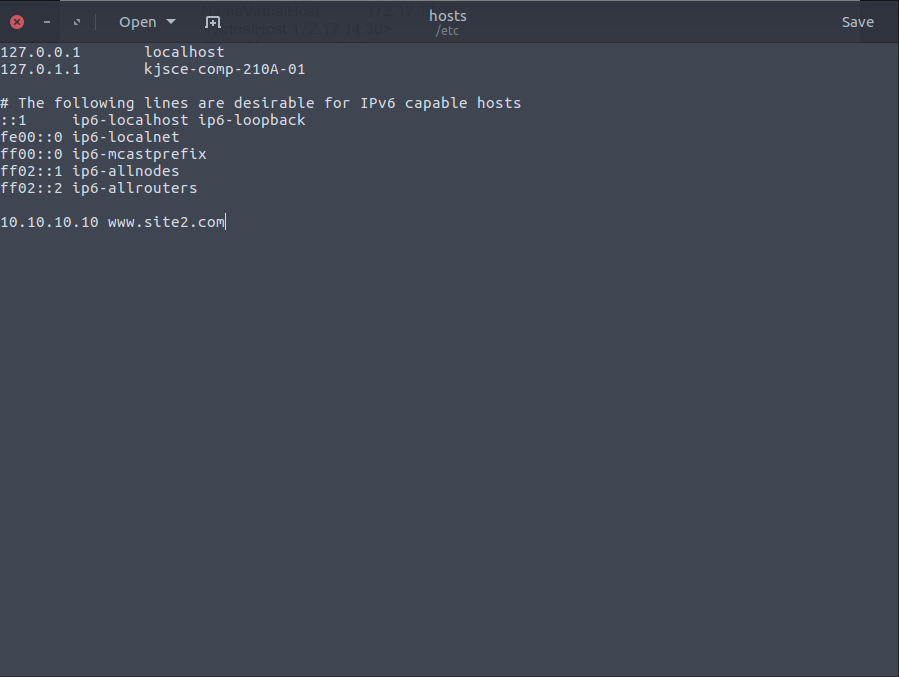 Open
hosts
/etc
Save
127.0.0.1       localhost
127.0.1.1       kjsce-comp-210A-01

# The following lines are desirable for IPv6 capable hosts
::1     ip6-localhost ip6-loopback
fe00::0 ip6-localnet
ff00::0 ip6-mcastprefix
ff02::1 ip6-allnodes
ff02::2 ip6-allrouters

10.10.10.10 www.site2.com